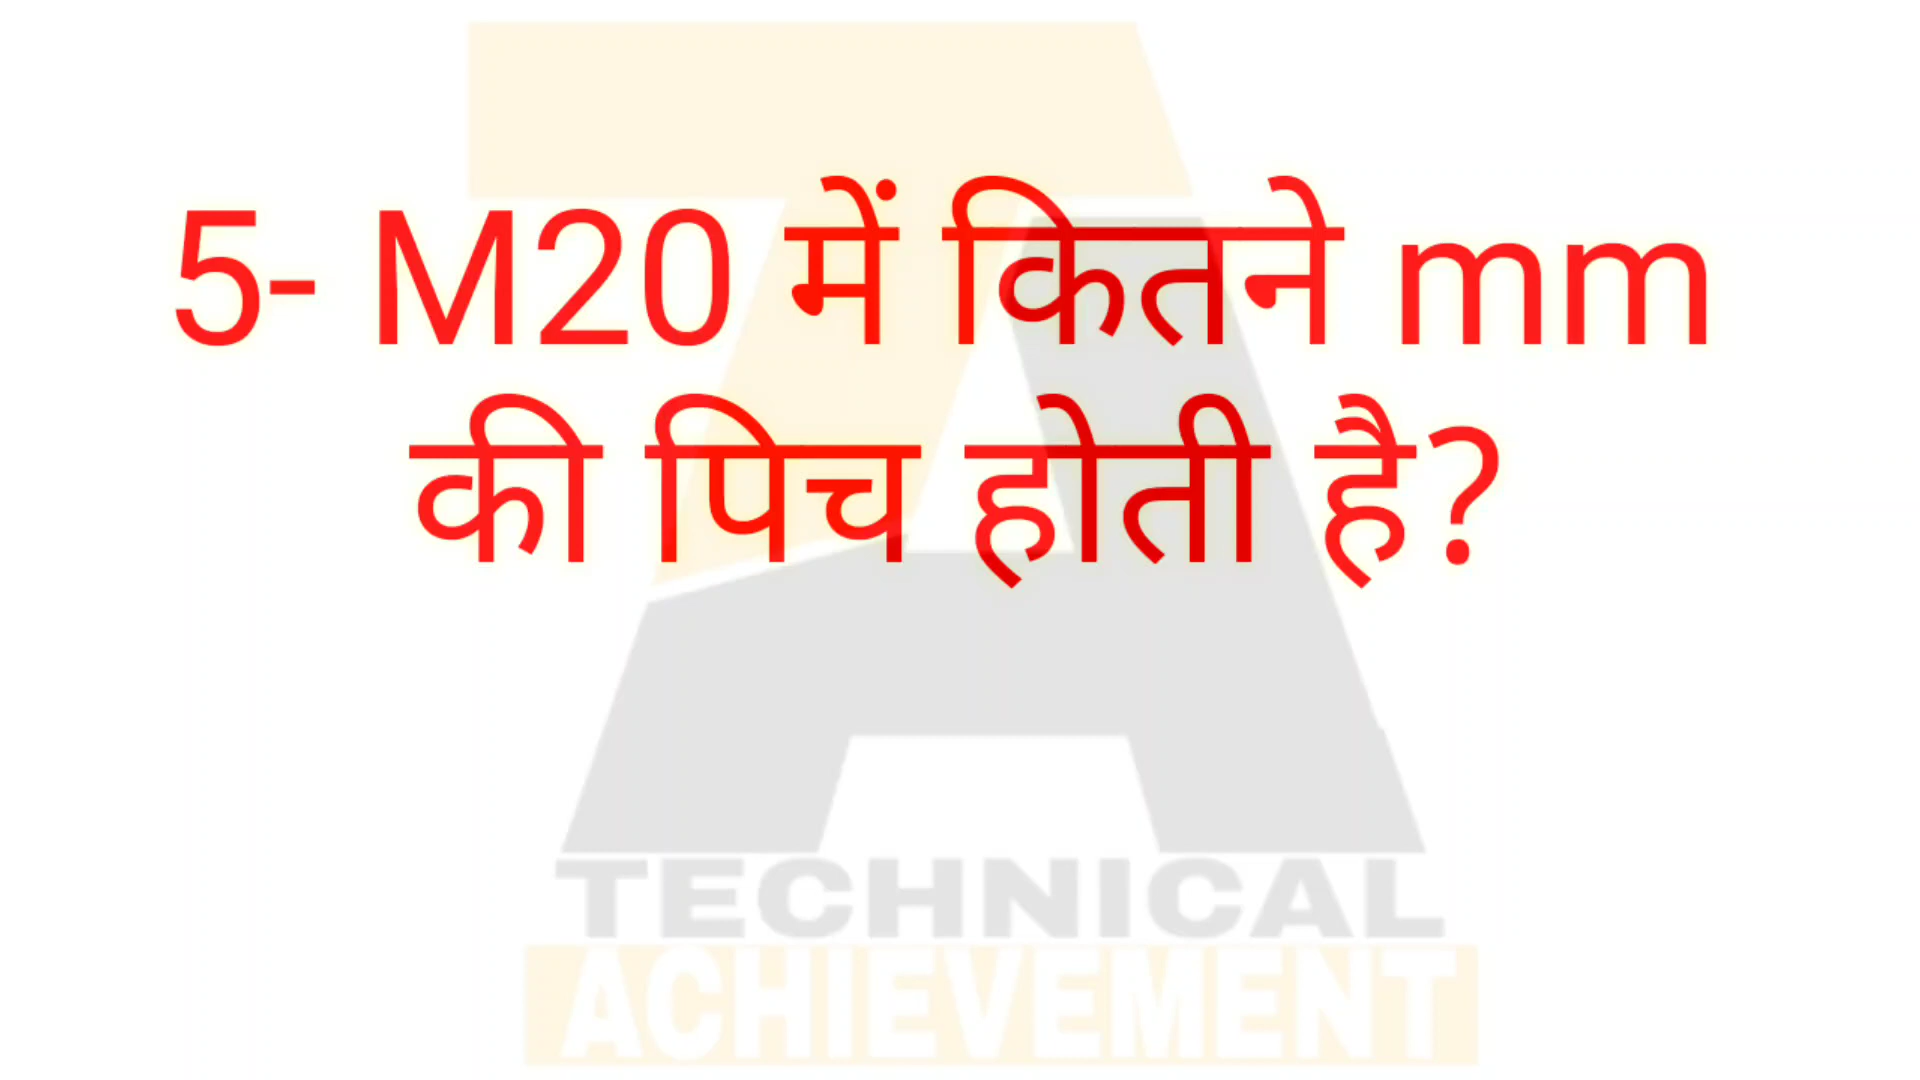 5- M20 में कितने mm
की पिच होती है?
TECHNICAL
ACHIEVEMENT